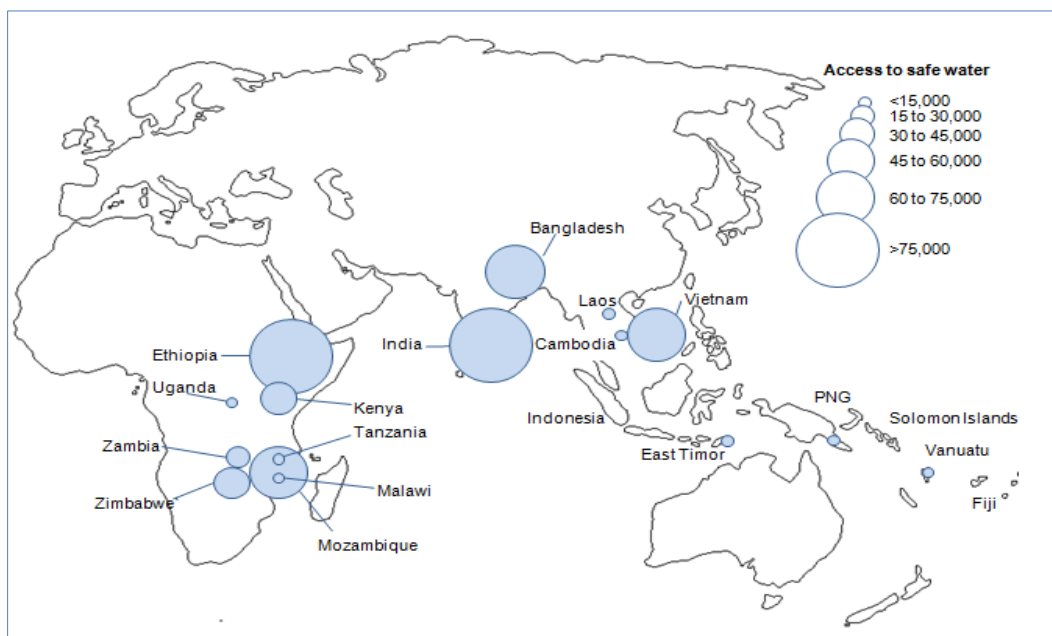 Access to safe water
<15,000
15 to 30,000
30 to 45,000
45 to 60,000
60 to 75,000
>75,000
Bangladesh
Laos
Vietnam
Ethiopia
India
Cambodia
Uganda
Kenya
Indonesia
PNG
Solomon Islands
Zambia
Tanzania
East Timor
Vanuatu
Zimbabwe
Malawi
Fiji
Mozambique